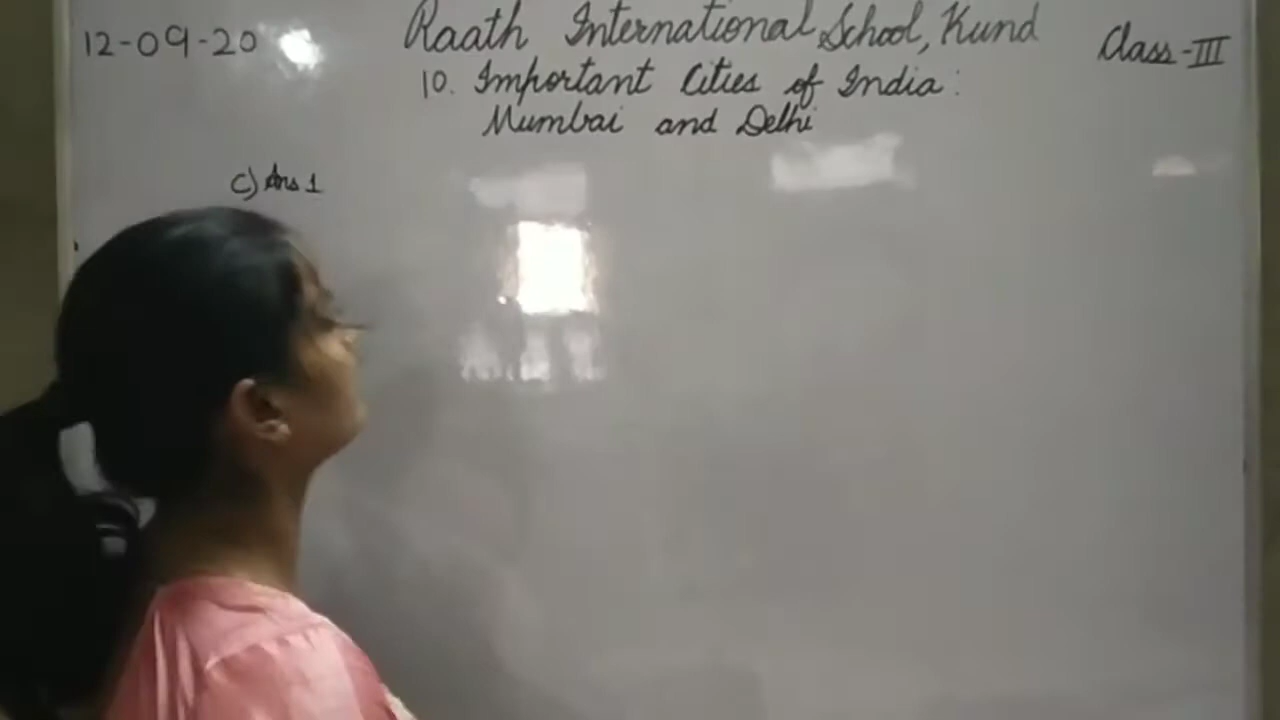 12-09-20 Raath International School, Kund Class-III
10. Important Cities of India:
Mumbai and Delhi
C) Ans 1